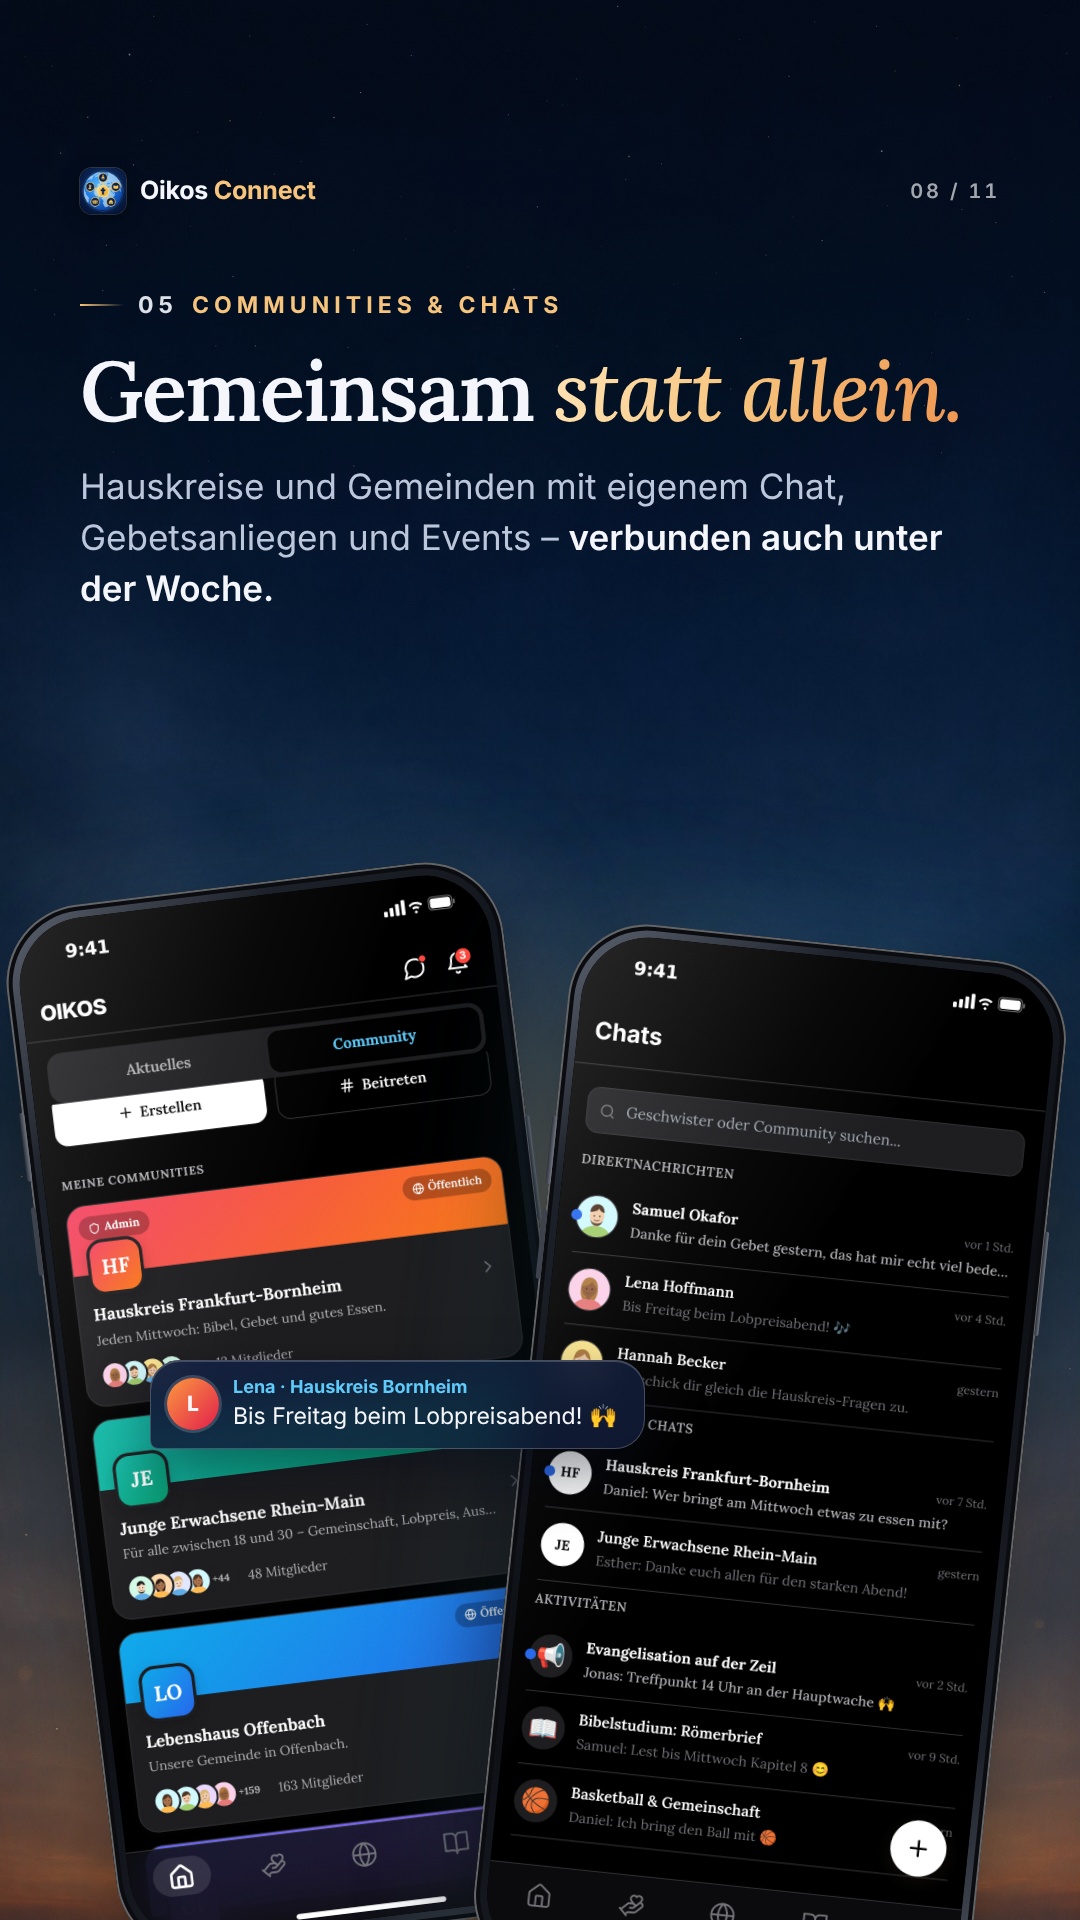 Oikos Connect
08 / 11
05 COMMUNITIES & CHATS
Gemeinsam statt allein.
Hauskreise und Gemeinden mit eigenem Chat,
Gebetsanliegen und Events – verbunden auch unter
der Woche.
9:41
3
OIKOS
Aktuelles
Community
+ Erstellen
# Beitreten
MEINE COMMUNITIES
Admin
Öffentlich
HF
Hauskreis Frankfurt-Bornheim
Jeden Mittwoch: Bibel, Gebet und gutes Essen.
Mitglieder
L
Lena · Hauskreis Bornheim
Bis Freitag beim Lobpreisabend! 🙌
JE
Junge Erwachsene Rhein-Main
Für alle zwischen 18 und 30 – Gemeinschaft, Lobpreis, Aus...
+44
48 Mitglieder
LO
Lebenshaus Offenbach
Unsere Gemeinde in Offenbach.
+159
163 Mitglieder
9:41
Chats
Geschwister oder Community suchen...
DIREKTNACHRICHTEN
Samuel Okafor
vor 1 Std.
Danke für dein Gebet gestern, das hat mir echt viel bede...
Lena Hoffmann
vor 4 Std.
Bis Freitag beim Lobpreisabend! 🎶
Hannah Becker
gestern
dir gleich die Hauskreis-Fragen zu.
CHATS
HF
Hauskreis Frankfurt-Bornheim
vor 7 Std.
Daniel: Wer bringt am Mittwoch etwas zu essen mit?
JE
Junge Erwachsene Rhein-Main
gestern
Esther: Danke euch allen für den starken Abend!
AKTIVITÄTEN
Evangelisation auf der Zeil
vor 2 Std.
Jonas: Treffpunkt 14 Uhr an der Hauptwache 🙌
Bibelstudium: Römerbrief
vor 9 Std.
Samuel: Lest bis Mittwoch Kapitel 8 😊
Basketball & Gemeinschaft
Daniel: Ich bring den Ball mit 🏀
+